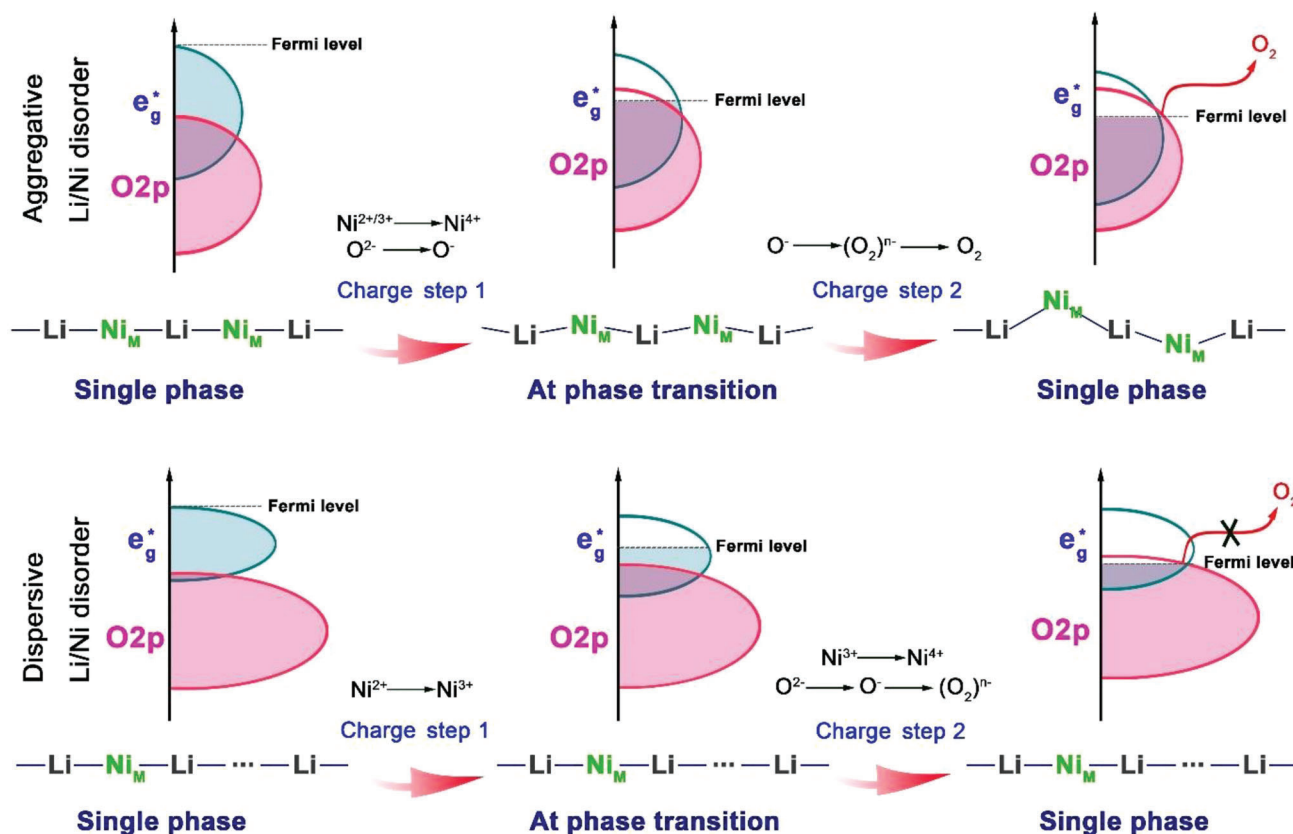 Aggregative
Li/Ni disorder
e*g
O2p
Fermi level
Ni2+/3+ → Ni4+
O2- → O-
Charge step 1
e*g
O2p
Fermi level
O- → (O2)n- → O2
Charge step 2
e*g
O2p
Fermi level
O2
Li NiM Li NiM Li
Single phase
Li NiM Li NiM Li
At phase transition
Li NiM Li NiM Li
Single phase
Dispersive
Li/Ni disorder
e*g
O2p
Fermi level
Ni2+ → Ni3+
Charge step 1
e*g
O2p
Fermi level
Ni3+ → Ni4+
O2- → O- → (O2)n-
Charge step 2
e*g
O2p
Fermi level
X
O2
Li NiM Li ... Li
Single phase
Li NiM Li ... Li
At phase transition
Li NiM Li ... Li
Single phase